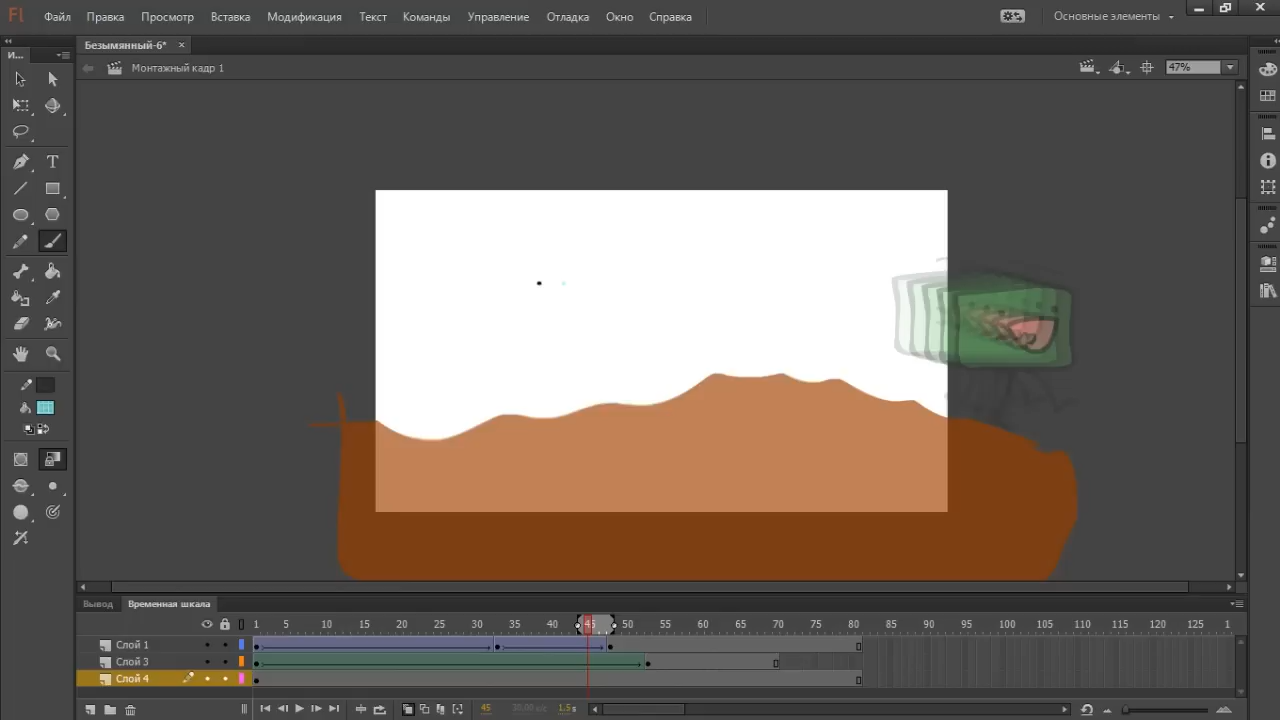 Fl Файл Правка Просмотр Вставка Модификация Текст Команды Управление Отладка Окно Справка Основные элементы
Безымянный-6* ×
И...
Монтажный кадр 1 47%
T
Вывод Временная шкала
1 5 10 15 20 25 30 35 40 45 50 55 60 65 70 75 80 85 90 95 100 105 110 115 120 125 1
Слой 1
Слой 3
Слой 4
45 30,00 к/с 1.5 s